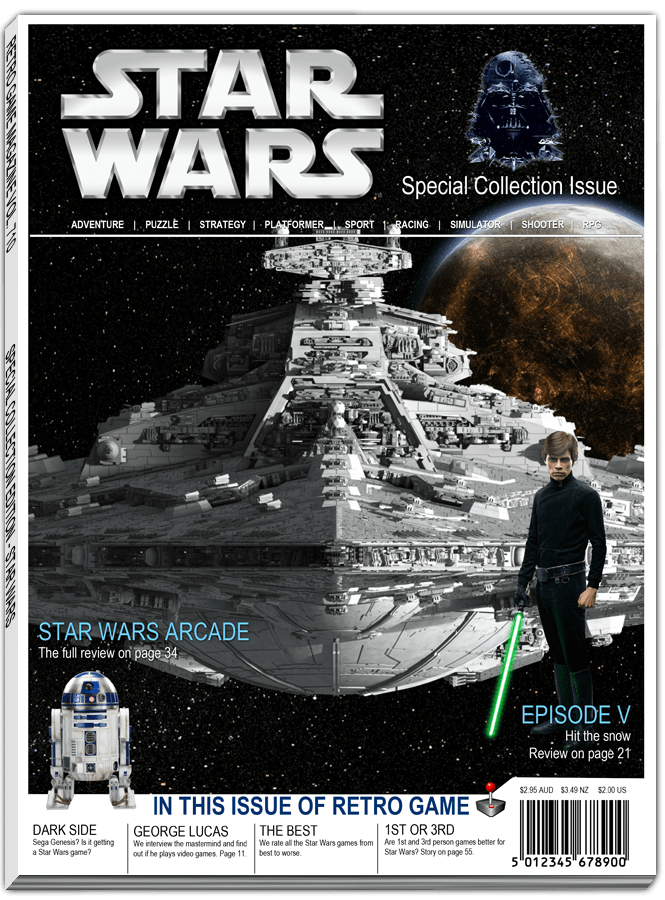 STAR
WARS
Special Collection Issue
ADVENTURE | PUZZLE | STRATEGY | PLATFORMER | SPORT | RACING | SIMULATOR | SHOOTER | RPG
STAR WARS ARCADE
The full review on page 34
EPISODE V
Hit the snow
Review on page 21
IN THIS ISSUE OF RETRO GAME
$2.95 AUD $3.49 NZ $2.00 US
DARK SIDE
Sega Genesis? Is it getting
a Star Wars game?
GEORGE LUCAS
We interview the mastermind and find
out if he plays video games. Page 11.
THE BEST
We rate all the Star Wars games from
best to worse.
1ST OR 3RD
Are 1st and 3rd person games better for
Star Wars? Story on page 55.
5 012345 678900